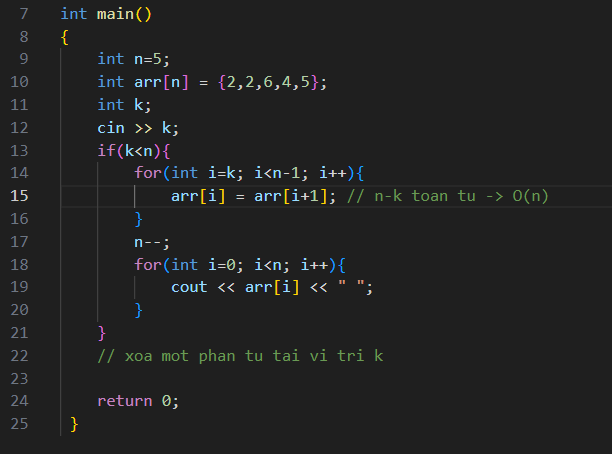 7 int main()
8 {
9 int n=5;
10 int arr[n] = {2,2,6,4,5};
11 int k;
12 cin >> k;
13 if(k<n){
14 for(int i=k; i<n-1; i++){
15 arr[i] = arr[i+1]; // n-k toan tu -> O(n)
16 }
17 n--;
18 for(int i=0; i<n; i++){
19 cout << arr[i] << " ";
20 }
21 }
22 // xoa mot phan tu tai vi tri k
23
24 return 0;
25 }